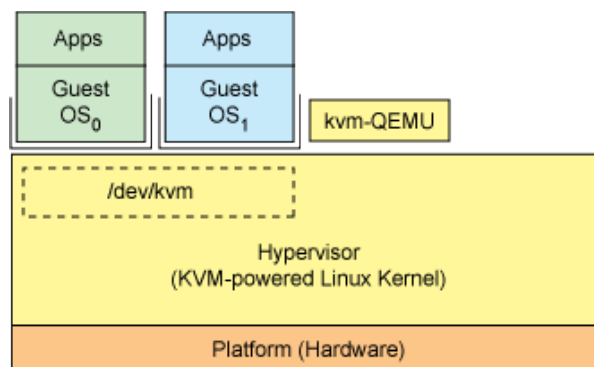 Apps
Apps
Guest
OS0
Guest
OS1
kvm-QEMU
/dev/kvm
Hypervisor
(KVM-powered Linux Kernel)
Platform (Hardware)